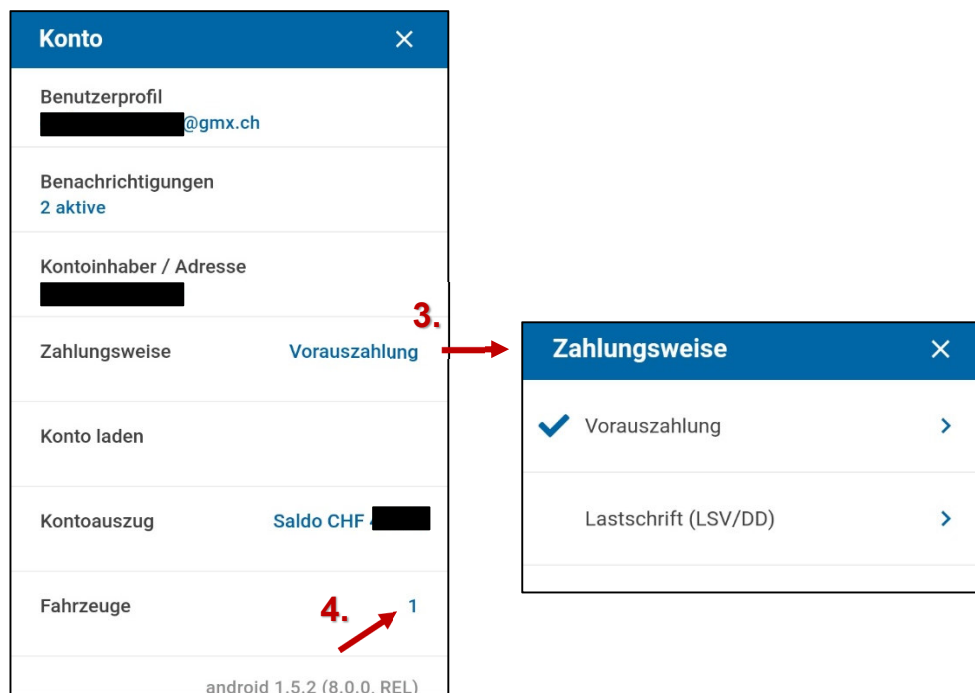 Konto
Benutzerprofil
@gmx.ch
Benachrichtigungen
2 aktive
Kontoinhaber / Adresse
3.
Zahlungsweise Vorauszahlung
Konto laden
Kontoauszug Saldo CHF
Fahrzeuge 1
4.
android 1.5.2 (8.0.0, REL)
Zahlungsweise
Vorauszahlung
Lastschrift (LSV/DD)